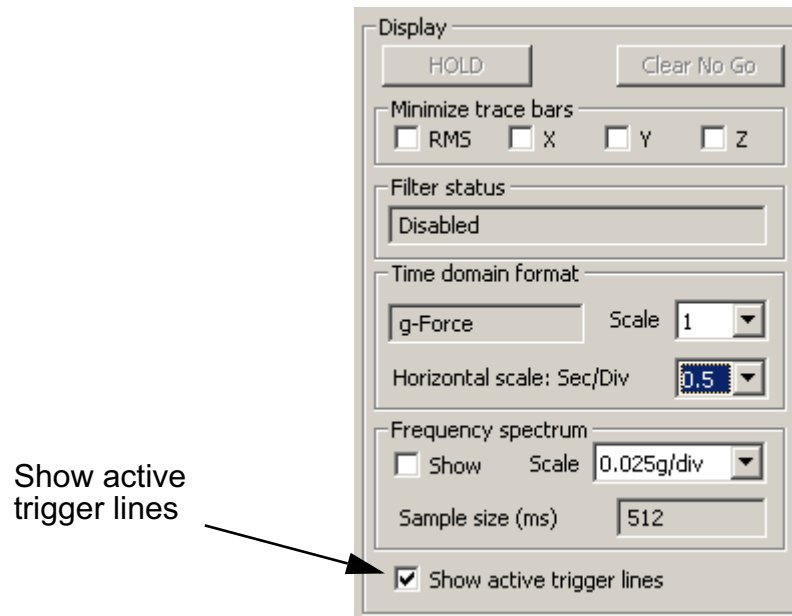 Display
HOLD Clear No Go
Minimize trace bars
RMS X Y Z
Filter status
Disabled
Time domain format
g-Force Scale 1
Horizontal scale: Sec/Div 0.5
Frequency spectrum
Show Scale 0.025g/div
Sample size (ms) 512
Show active trigger lines
Show active
trigger lines